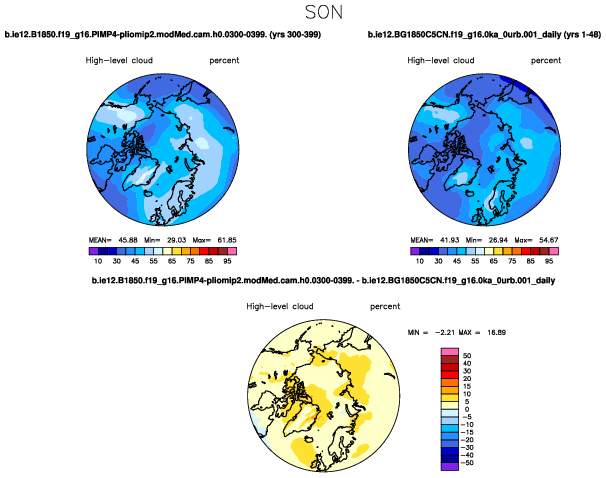 SON
b.ie12.B1850.f19_g16.PIMP4-pliomip2.modMed.cam.h0.0300-0399. (yrs 300-399)
b.ie12.BG1850C5CN.f19_g16.0ka_0urb.001_daily (yrs 1-48)
High-level cloud percent
High-level cloud percent
MEAN= 45.88 Min= 29.03 Max= 61.85
MEAN= 41.93 Min= 26.94 Max= 54.67
10 30 45 55 65 75 85 95
10 30 45 55 65 75 85 95
b.ie12.B1850.f19_g16.PIMP4-pliomip2.modMed.cam.h0.0300-0399. - b.ie12.BG1850C5CN.f19_g16.0ka_0urb.001_daily
High-level cloud percent
MIN = -2.21 MAX = 16.89
50
40
30
20
15
10
5
0
-5
-10
-15
-20
-30
-40
-50